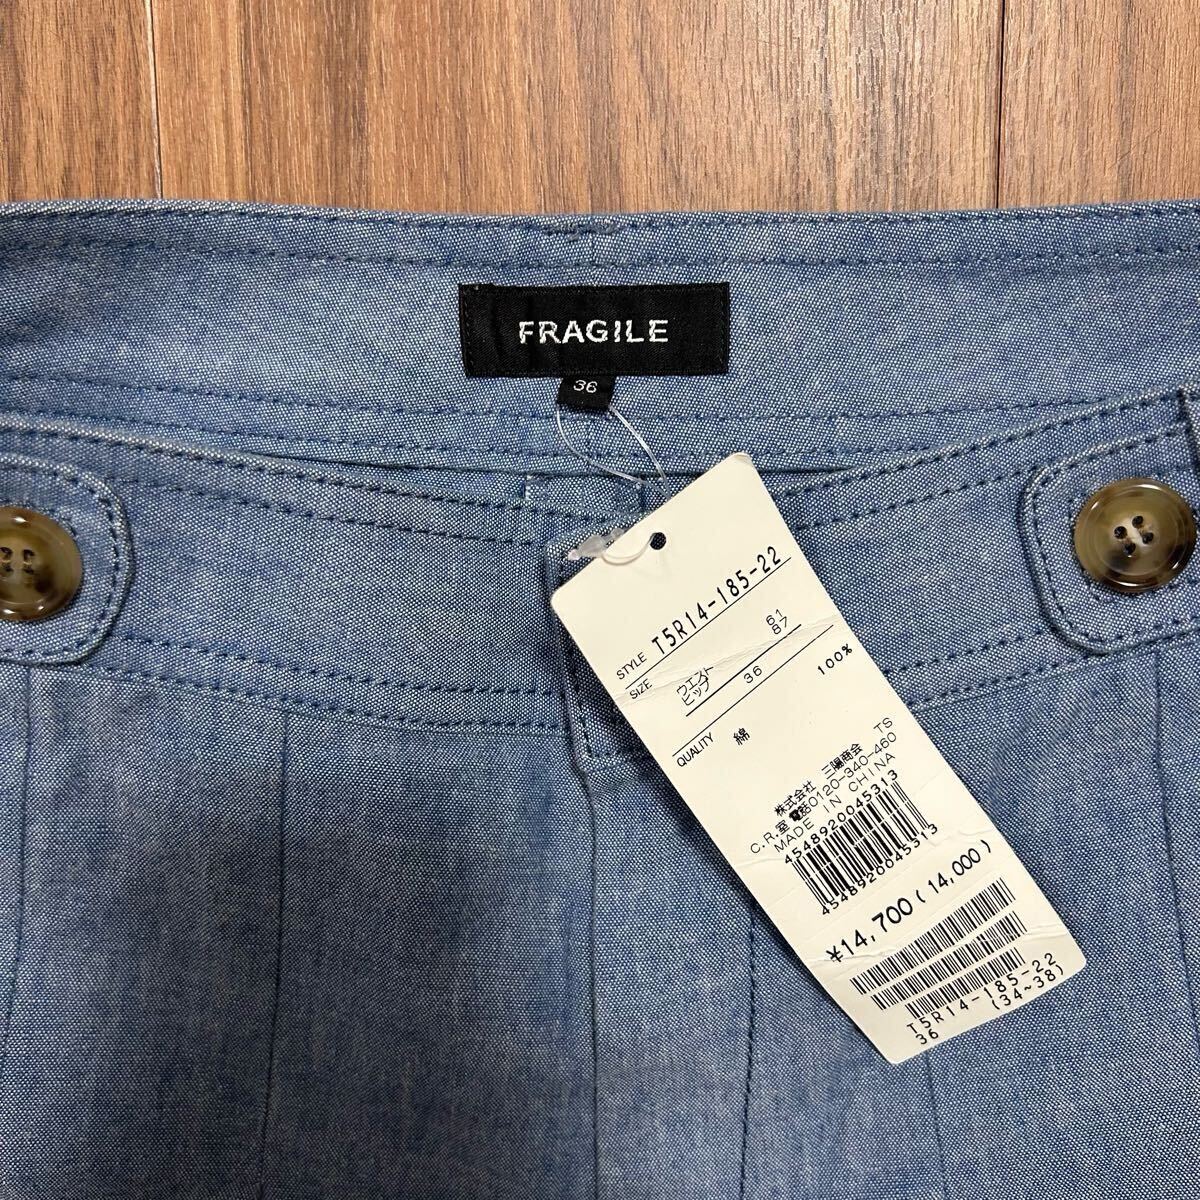 FRAGILE
36
STYLE T5R14-185-22
SIZE
ウエスト 61
ヒップ 87
36
QUALITY 綿 100%
TS
株式会社 三陽商会
C.R.室 電話0120-340-460
MADE IN CHINA
4548920045313
4548920045313
¥14,700(14,000)
T5R14-185-22
36 (34~38)